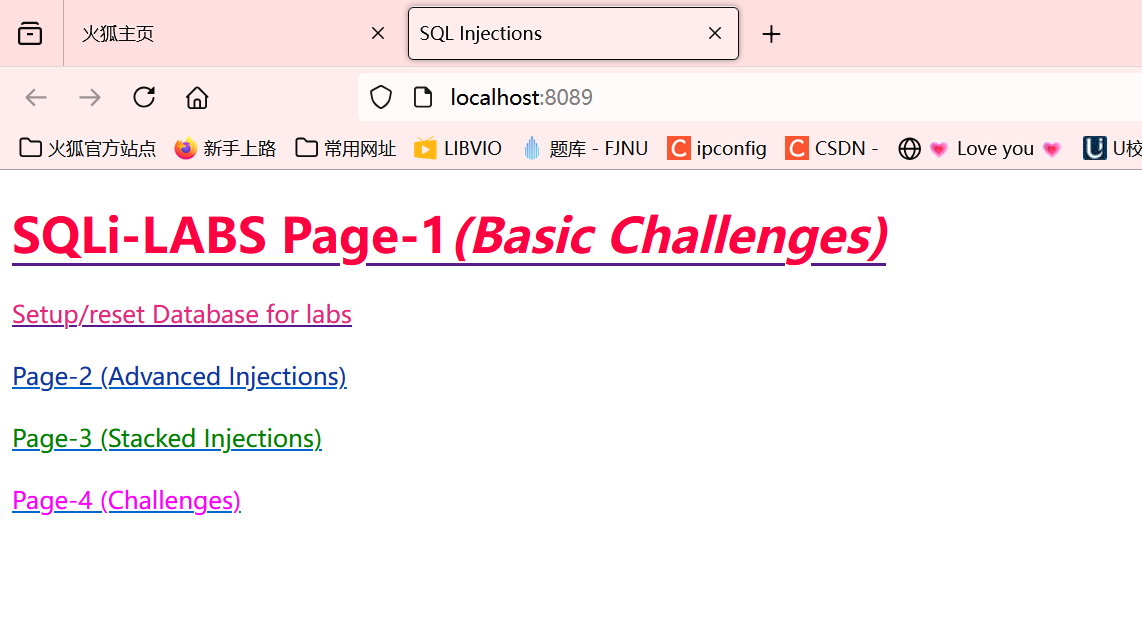 火狐主页 SQL Injections
localhost:8089
火狐官方站点 新手上路 常用网址 LIBVIO 题库 - FJNU C ipconfig C CSDN - Love you U U校
SQLi-LABS Page-1(Basic Challenges)
Setup/reset Database for labs
Page-2 (Advanced Injections)
Page-3 (Stacked Injections)
Page-4 (Challenges)